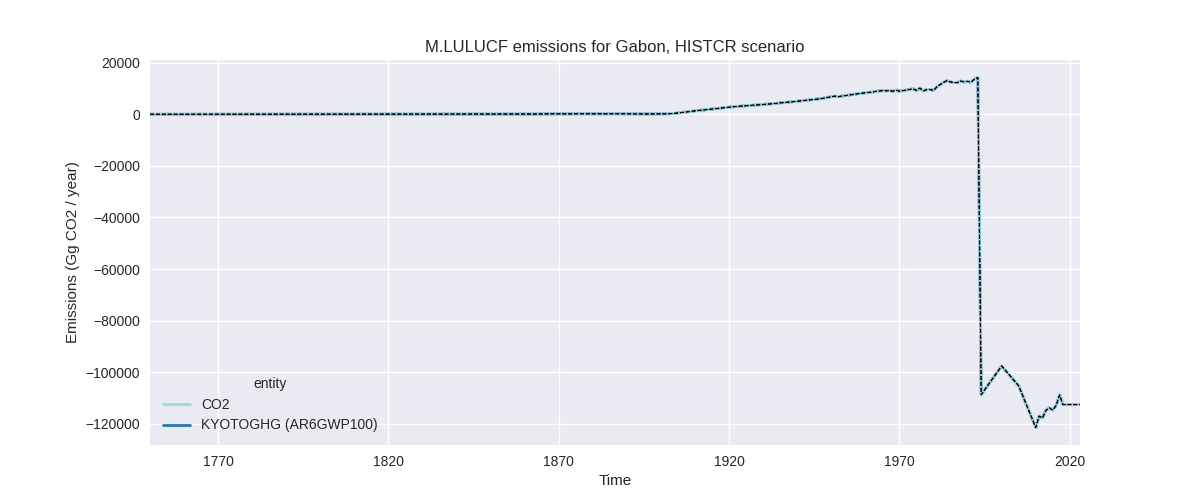 M.LULUCF emissions for Gabon, HISTCR scenario
Emissions (Gg CO2 / year)
20000
0
−20000
−40000
−60000
−80000
−100000
−120000
entity
CO2
KYOTOGHG (AR6GWP100)
1770
1820
1870
1920
1970
2020
Time